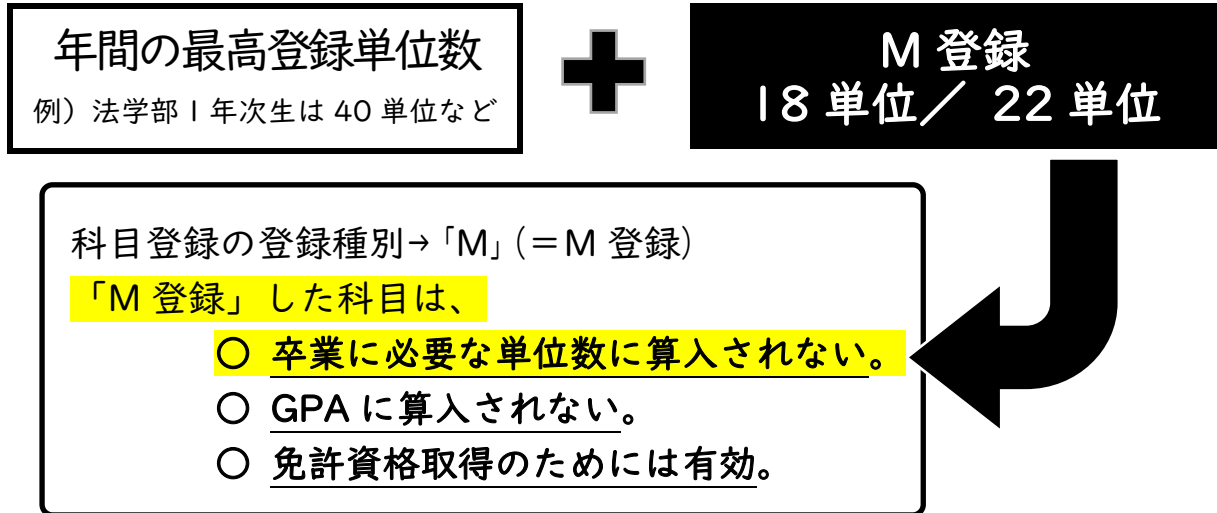 年間の最高登録単位数
例）法学部1年次生は 40 単位など
M 登録
18 単位／ 22 単位
科目登録の登録種別→「M」（＝M 登録）
「M 登録」した科目は、
○ 卒業に必要な単位数に算入されない。
○ GPA に算入されない。
○ 免許資格取得のためには有効。